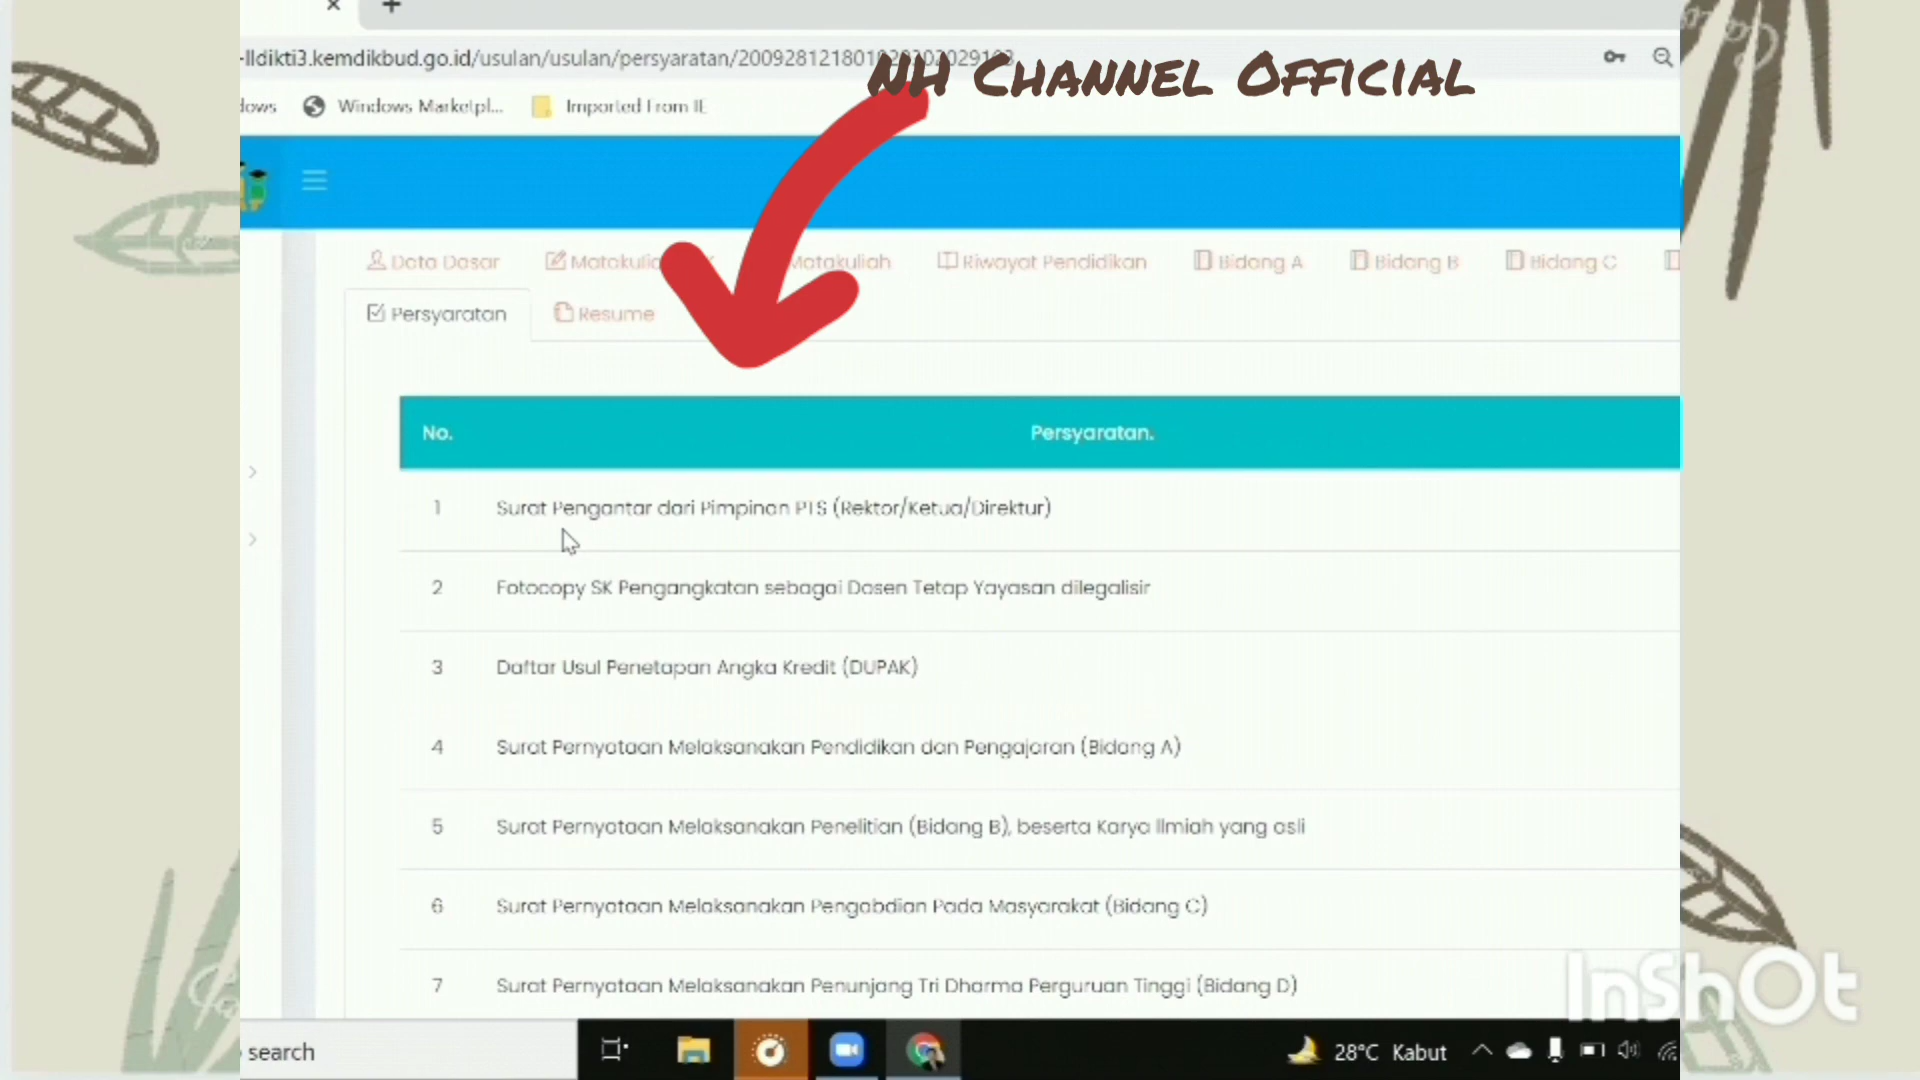 -lldikti3.kemdikbud.go.id/usulan/usulan/persyaratan/
NH Channel Official
dows Windows Marketpl... Imported From IE
Data Dasar
Matakuliah Riwayat Pendidikan Bidang A Bidang B Bidang C
Persyaratan Resume
No. Persyaratan.
1 Surat Pengantar dari Pimpinan PTS (Rektor/Ketua/Direktur)
2 Fotocopy SK Pengangkatan sebagai Dosen Tetap Yayasan dilegalisir
3 Daftar Usul Penetapan Angka Kredit (DUPAK)
4 Surat Pernyataan Melaksanakan Pendidikan dan Pengajaran (Bidang A)
5 Surat Pernyataan Melaksanakan Penelitian (Bidang B), beserta Karya Ilmiah yang asli
6 Surat Pernyataan Melaksanakan Pengabdian Pada Masyarakat (Bidang C)
7 Surat Pernyataan Melaksanakan Penunjang Tri Dharma Perguruan Tinggi (Bidang D)
InShOt
search 28°C Kabut